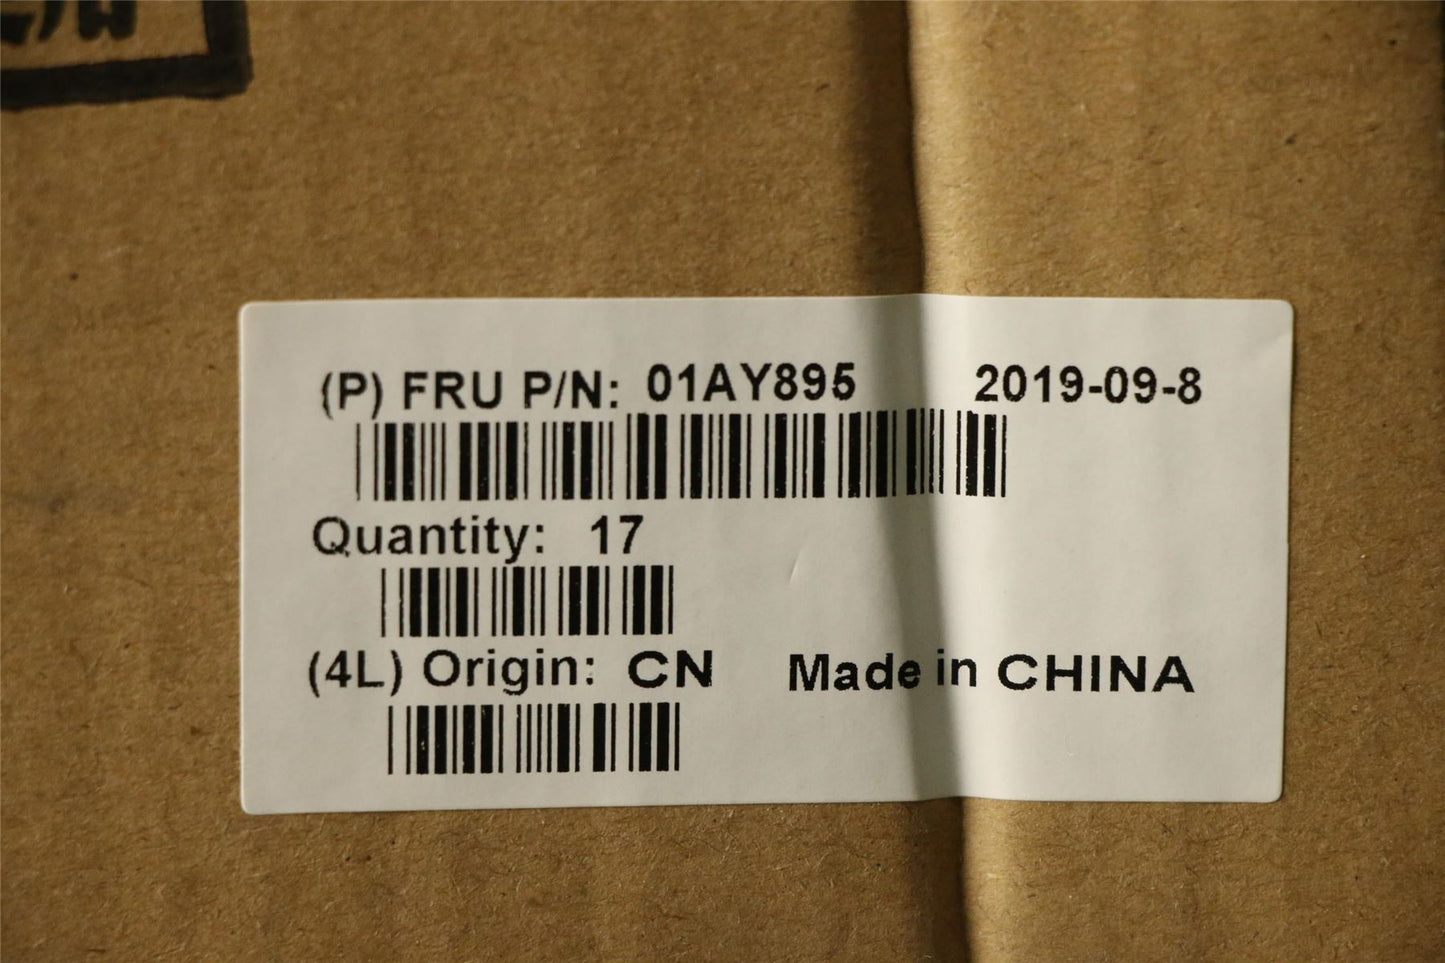 (P) FRU P/N: 01AY895 2019-09-8
Quantity: 17
(4L) Origin: CN Made in CHINA